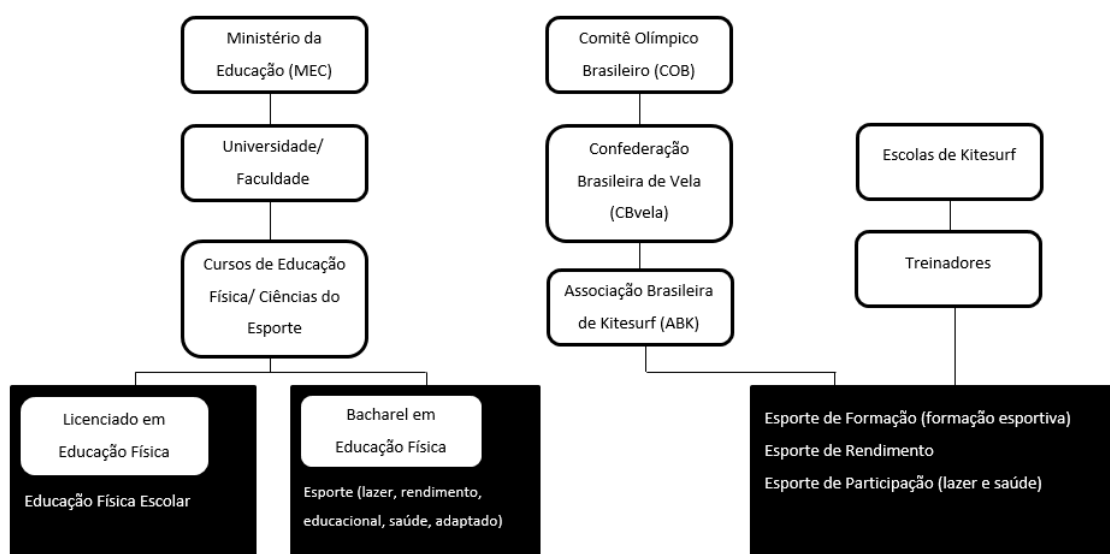 Ministério da
Educação (MEC)
Universidade/
Faculdade
Cursos de Educação
Física/ Ciências do
Esporte
Licenciado em
Educação Física
Educação Física Escolar
Bacharel em
Educação Física
Esporte (lazer, rendimento,
educacional, saúde, adaptado)
Comitê Olímpico
Brasileiro (COB)
Confederação
Brasileira de Vela
(CBvela)
Associação Brasileira
de Kitesurf (ABK)
Escolas de Kitesurf
Treinadores
Esporte de Formação (formação esportiva)
Esporte de Rendimento
Esporte de Participação (lazer e saúde)